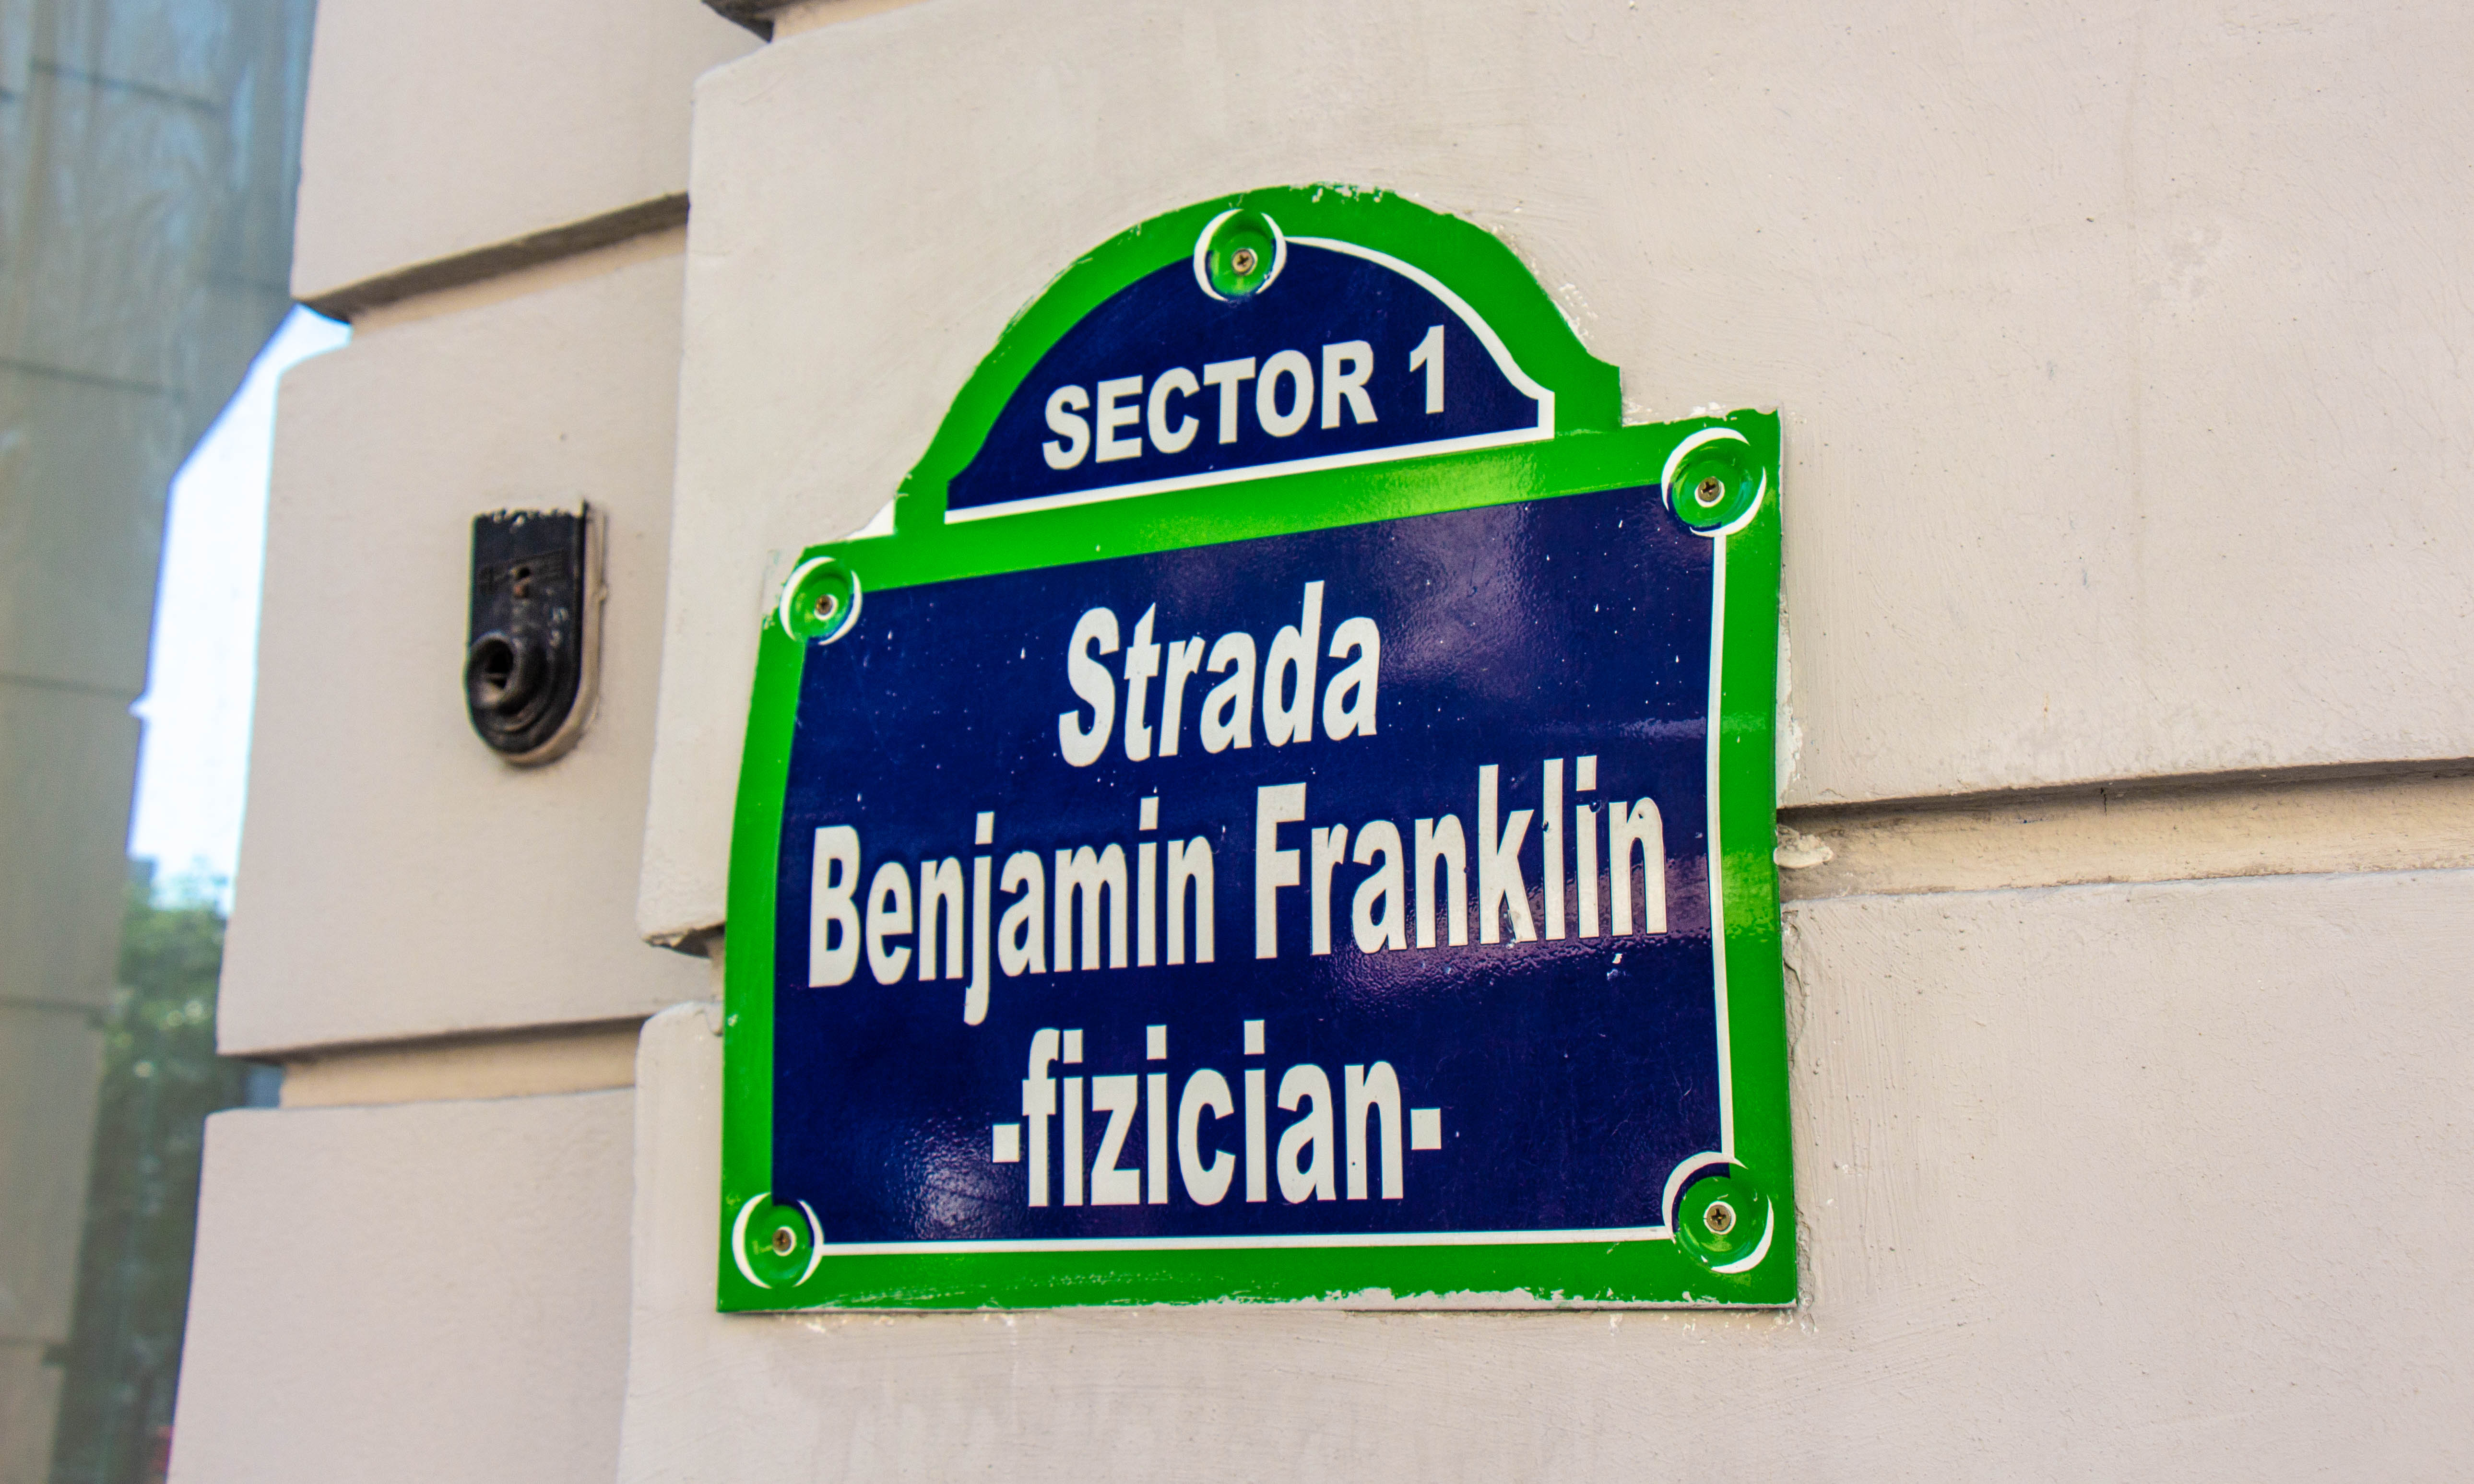 SECTOR 1
Strada
Benjamin Franklin
-fizician-